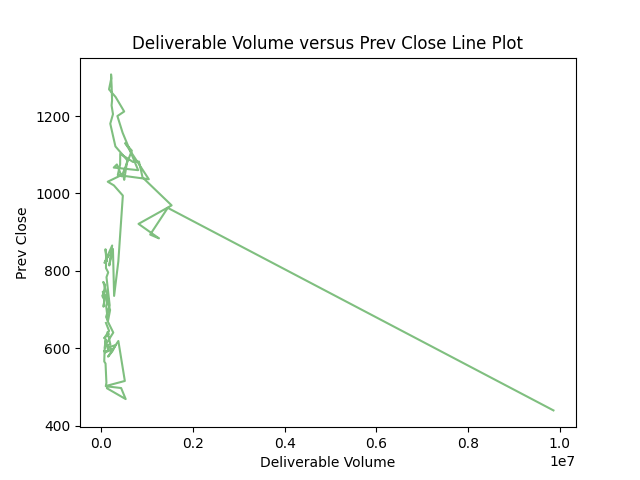 Deliverable Volume versus Prev Close Line Plot
1200
1000
800
600
400
Prev Close
0.0 0.2 0.4 0.6 0.8 1.0
1e7
Deliverable Volume